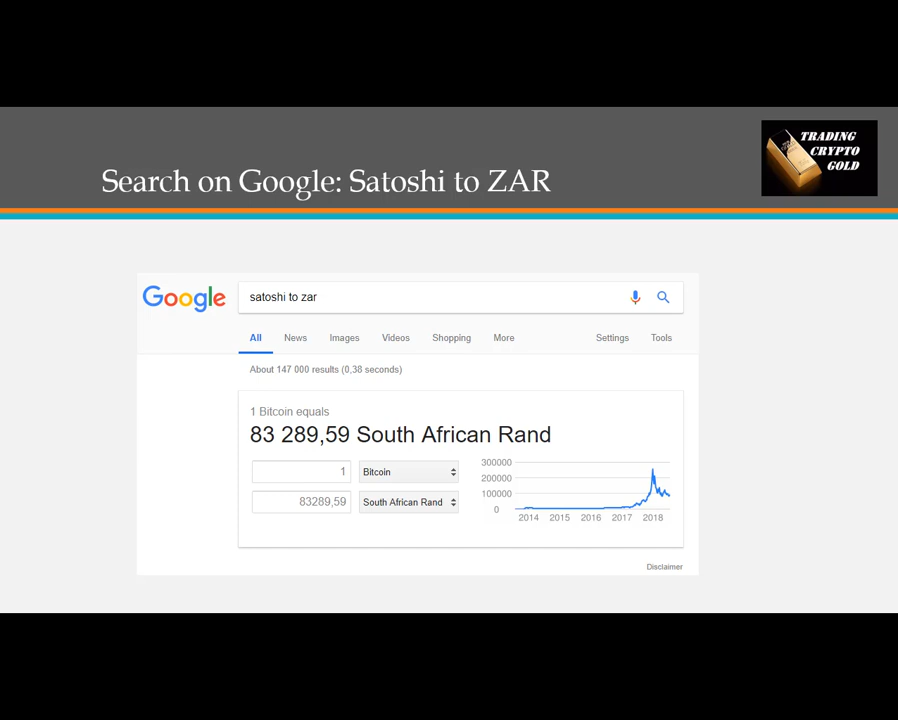 TRADING
CRYPTO
GOLD
Search on Google: Satoshi to ZAR
Google
satoshi to zar
All News Images Videos Shopping More Settings Tools
About 147 000 results (0,38 seconds)
1 Bitcoin equals
83 289,59 South African Rand
1 Bitcoin
83289,59 South African Rand
300000
200000
100000
0
2014 2015 2016 2017 2018
Disclaimer